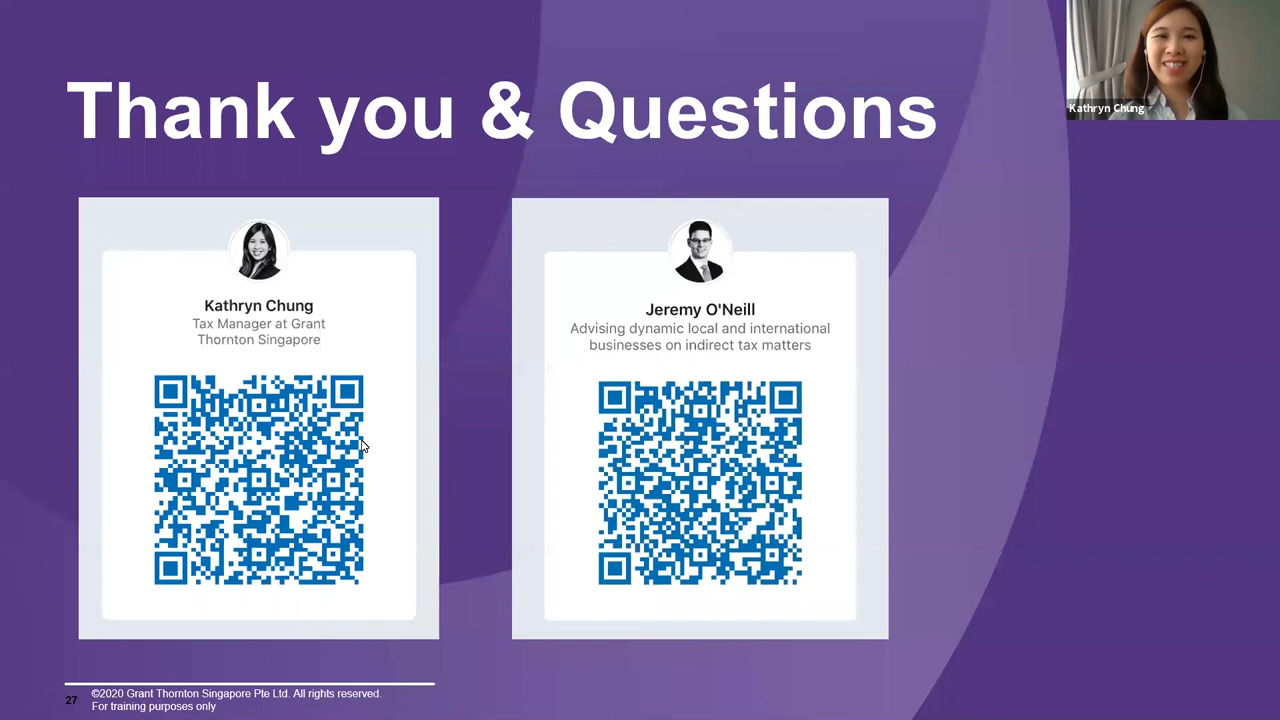 Thank you & Questions
Kathryn Chung
Kathryn Chung
Tax Manager at Grant
Thornton Singapore
Jeremy O'Neill
Advising dynamic local and international
businesses on indirect tax matters
27
©2020 Grant Thornton Singapore Pte Ltd. All rights reserved.
For training purposes only